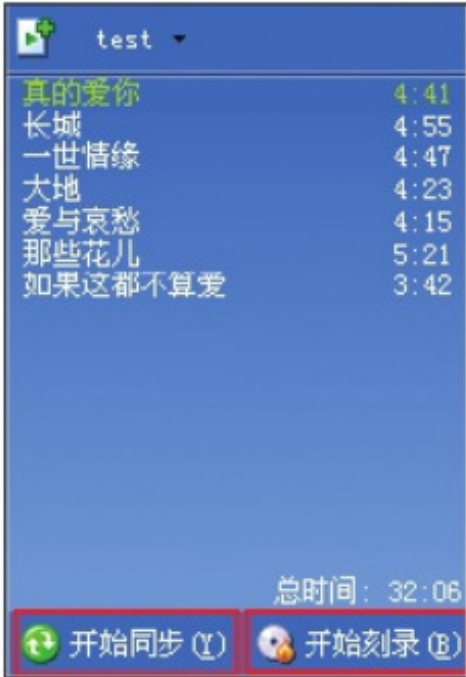 test
真的爱你 4:41
长城 4:55
一世情缘 4:47
大地 4:23
爱与哀愁 4:15
那些花儿 5:21
如果这都不算爱 3:42
总时间: 32:06
开始同步(Y) 开始刻录(B)